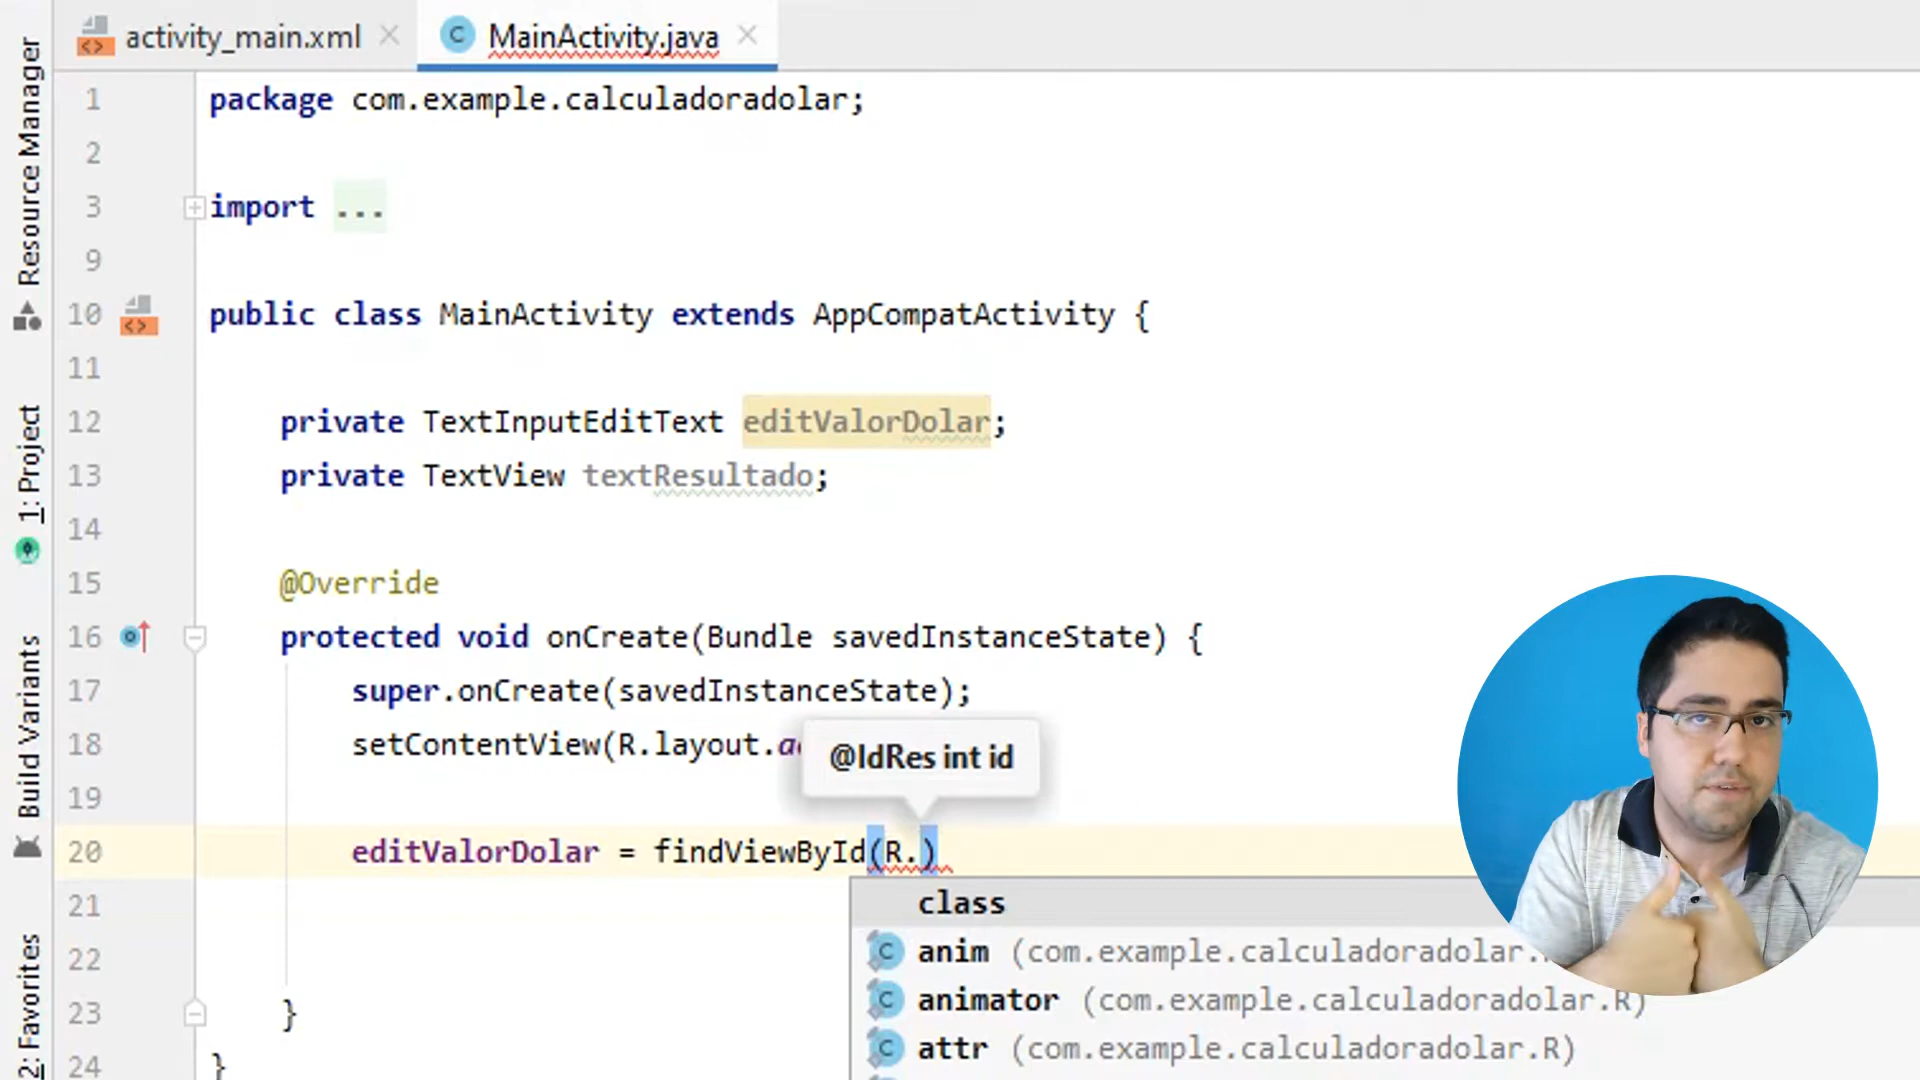 activity_main.xml
MainActivity.java
Resource Manager
1: Project
Build Variants
2: Favorites
1 package com.example.calculadoradolar;
2
3 import ...
9
10 public class MainActivity extends AppCompatActivity {
11
12 private TextInputEditText editValorDolar;
13 private TextView textResultado;
14
15 @Override
16 protected void onCreate(Bundle savedInstanceState) {
17 super.onCreate(savedInstanceState);
18 setContentView(R.layout.
@IdRes int id
19
20 editValorDolar = findViewById(R.)
21 class
22 anim (com.example.calculadoradolar.
animator (com.example.calculadoradolar.R)
23 }
attr (com.example.calculadoradolar.R)
24 }